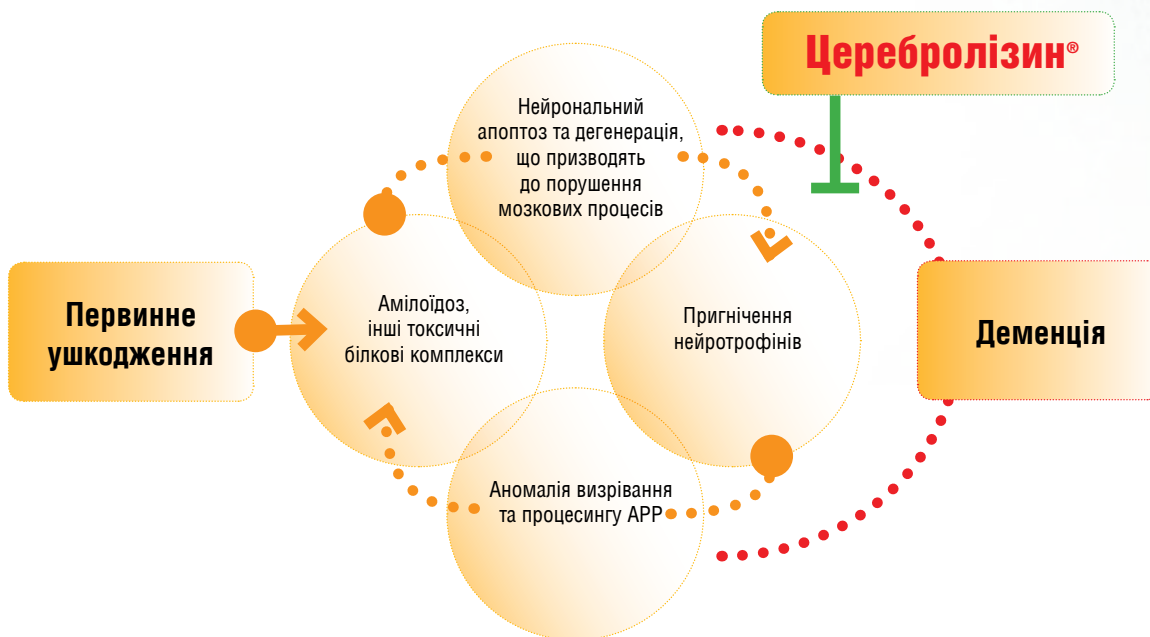 Церебролізин®
Нейрональний
апоптоз та дегенерація,
що призводять
до порушення
мозкових процесів
Первинне
ушкодження
Амілоїдоз,
інші токсичні
білкові комплекси
Пригнічення
нейротрофінів
Деменція
Аномалія визрівання
та процесингу APP